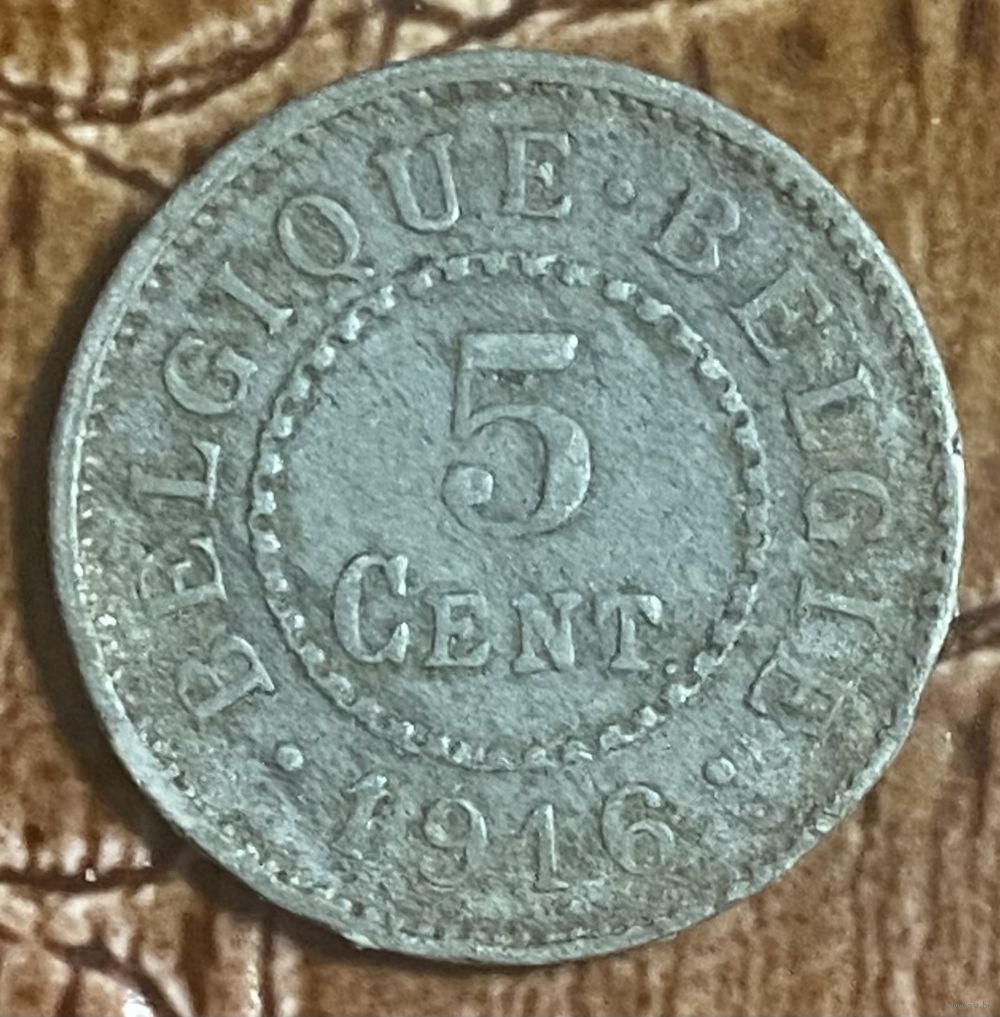 BELGIQUE · BELGIE
5
CENT.
· 1916 ·